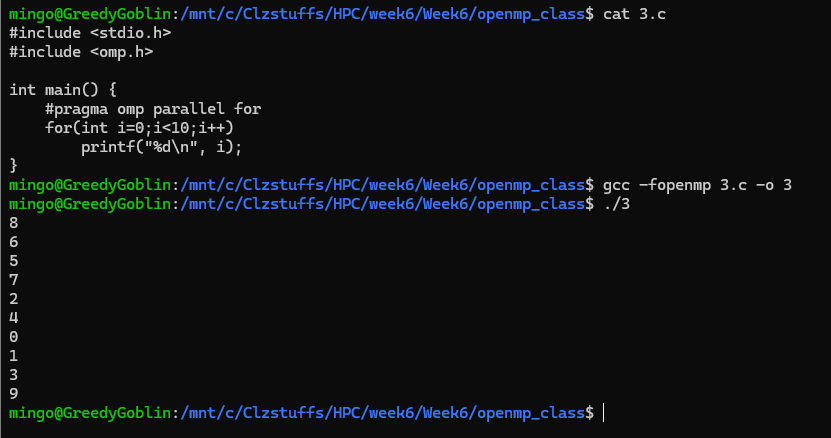 mingo@GreedyGoblin:/mnt/c/Clzstuffs/HPC/week6/Week6/openmp_class$ cat 3.c
#include <stdio.h>
#include <omp.h>

int main() {
    #pragma omp parallel for
    for(int i=0;i<10;i++)
        printf("%d\n", i);
}
mingo@GreedyGoblin:/mnt/c/Clzstuffs/HPC/week6/Week6/openmp_class$ gcc -fopenmp 3.c -o 3
mingo@GreedyGoblin:/mnt/c/Clzstuffs/HPC/week6/Week6/openmp_class$ ./3
8
6
5
7
2
4
0
1
3
9
mingo@GreedyGoblin:/mnt/c/Clzstuffs/HPC/week6/Week6/openmp_class$